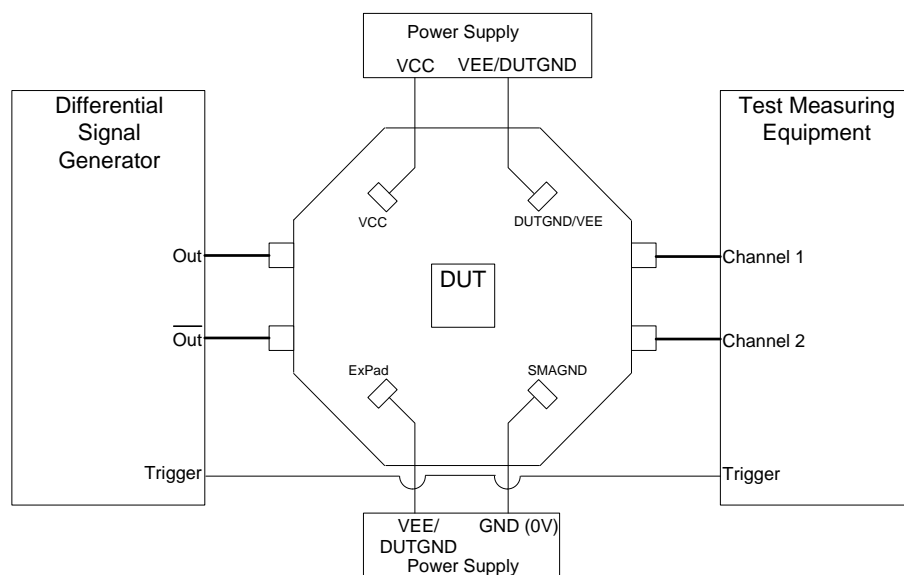 Power Supply
VCC VEE/DUTGND
Differential
Signal
Generator
Test Measuring
Equipment
VCC
DUTGND/VEE
Out
Channel 1
DUT
Out
Channel 2
ExPad
SMAGND
Trigger
Trigger
VEE/
DUTGND
GND (0V)
Power Supply